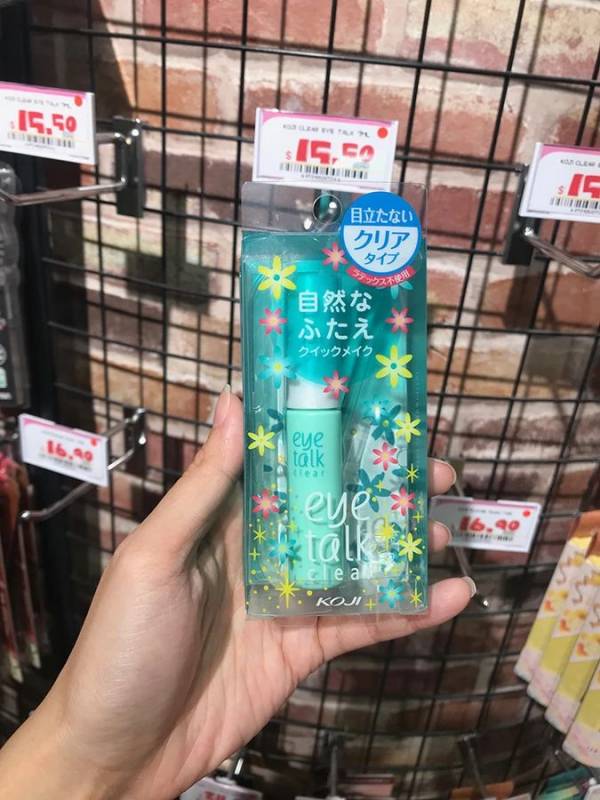 KOJI CLEAR EYE TALK 7ML
$ 15.50
KOJI CLEAR EYE TALK 7ML
$ 15.50
KOJI CLEAR E
$ 15
目立たない
クリア
タイプ
ラテックス不使用
自然な
ふたえ
クイックメイク
eye
talk
clear
eye
talk
clear
KOJI
16.90
16.90